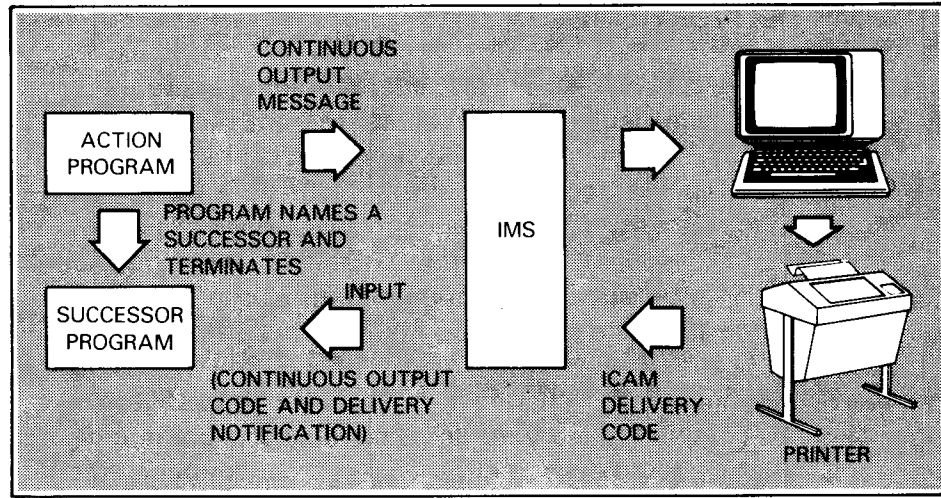 CONTINUOUS
OUTPUT
MESSAGE
ACTION
PROGRAM
PROGRAM NAMES A
SUCCESSOR AND
TERMINATES
IMS
INPUT
SUCCESSOR
PROGRAM
(CONTINUOUS OUTPUT
CODE AND DELIVERY
NOTIFICATION)
ICAM
DELIVERY
CODE
PRINTER